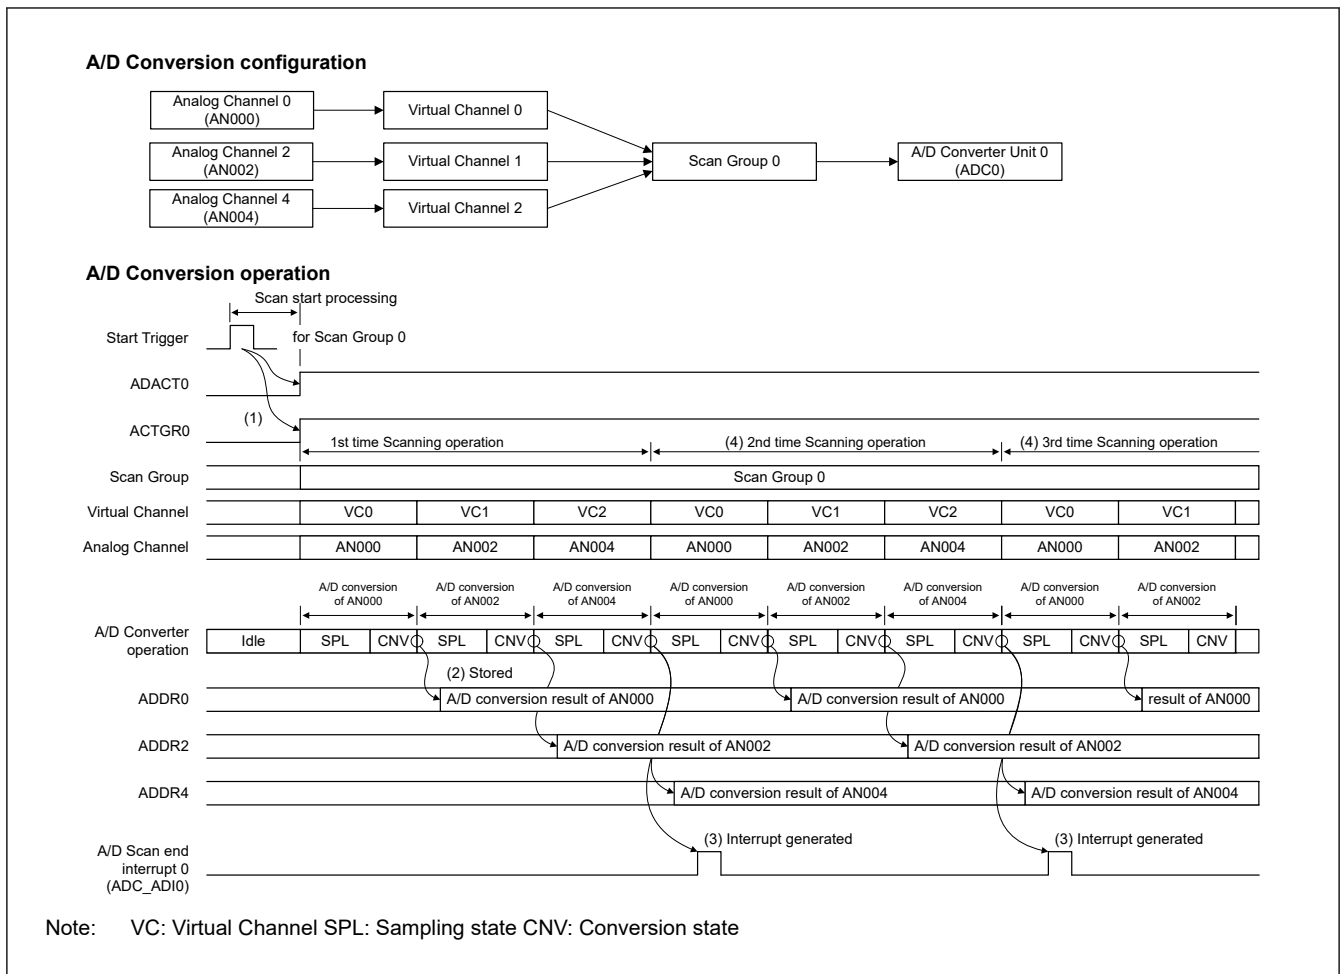 A/D Conversion configuration
Analog Channel 0
(AN000)
Virtual Channel 0
Analog Channel 2
(AN002)
Virtual Channel 1
Scan Group 0
A/D Converter Unit 0
(ADC0)
Analog Channel 4
(AN004)
Virtual Channel 2
A/D Conversion operation
Scan start processing
Start Trigger
for Scan Group 0
ADACT0
(1)
ACTGR0
1st time Scanning operation
(4) 2nd time Scanning operation
(4) 3rd time Scanning operation
Scan Group
Scan Group 0
Virtual Channel
VC0 VC1 VC2 VC0 VC1 VC2 VC0 VC1
Analog Channel
AN000 AN002 AN004 AN000 AN002 AN004 AN000 AN002
A/D conversion
of AN000
A/D conversion
of AN002
A/D conversion
of AN004
A/D conversion
of AN000
A/D conversion
of AN002
A/D conversion
of AN004
A/D conversion
of AN000
A/D conversion
of AN002
A/D Converter
operation
Idle SPL CNV SPL CNV SPL CNV SPL CNV SPL CNV SPL CNV SPL CNV SPL CNV
(2) Stored
ADDR0
A/D conversion result of AN000
A/D conversion result of AN000
result of AN000
ADDR2
A/D conversion result of AN002
A/D conversion result of AN002
ADDR4
A/D conversion result of AN004
A/D conversion result of AN004
(3) Interrupt generated
(3) Interrupt generated
A/D Scan end
interrupt 0
(ADC_ADI0)
Note: VC: Virtual Channel SPL: Sampling state CNV: Conversion state